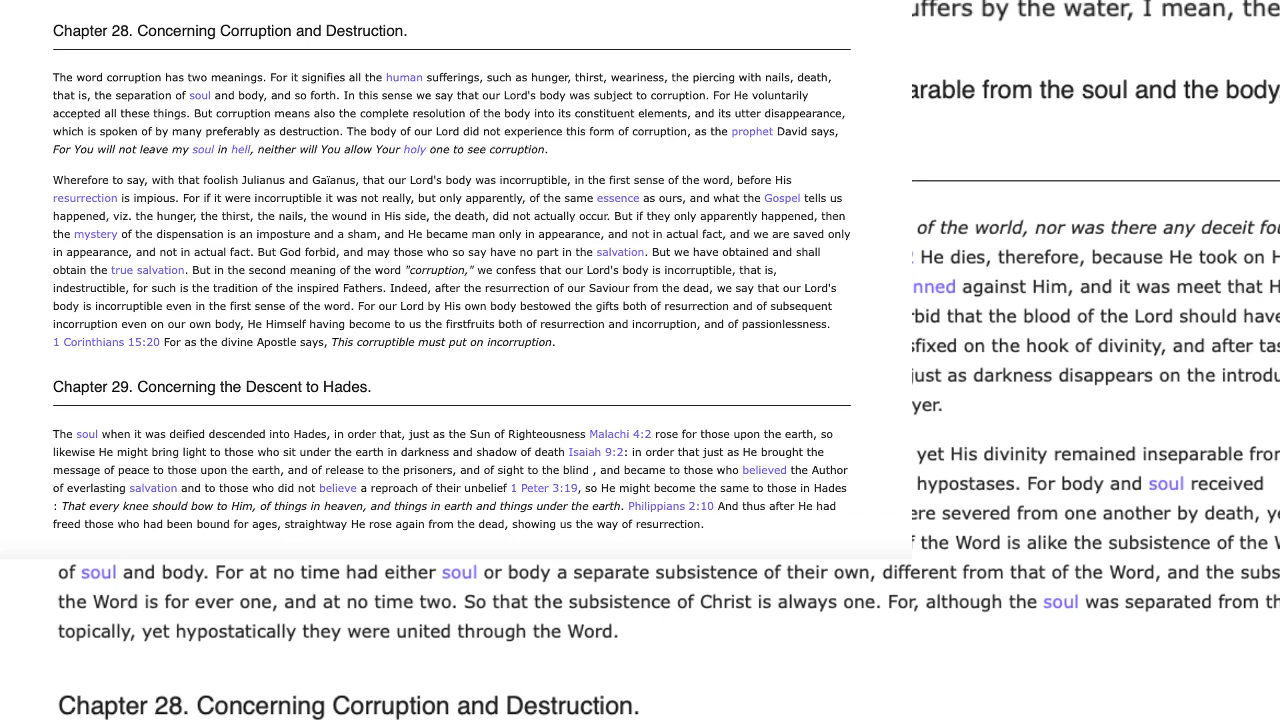 Chapter 28. Concerning Corruption and Destruction.
The word corruption has two meanings. For it signifies all the human sufferings, such as hunger, thirst, weariness, the piercing with nails, death,
that is, the separation of soul and body, and so forth. In this sense we say that our Lord's body was subject to corruption. For He voluntarily
accepted all these things. But corruption means also the complete resolution of the body into its constituent elements, and its utter disappearance,
which is spoken of by many preferably as destruction. The body of our Lord did not experience this form of corruption, as the prophet David says,
For You will not leave my soul in hell, neither will You allow Your holy one to see corruption.
Wherefore to say, with that foolish Julianus and Gaïanus, that our Lord's body was incorruptible, in the first sense of the word, before His
resurrection is impious. For if it were incorruptible it was not really, but only apparently, of the same essence as ours, and what the Gospel tells us
happened, viz. the hunger, the thirst, the nails, the wound in His side, the death, did not actually occur. But if they only apparently happened, then
the mystery of the dispensation is an imposture and a sham, and He became man only in appearance, and not in actual fact, and we are saved only
in appearance, and not in actual fact. But God forbid, and may those who so say have no part in the salvation. But we have obtained and shall
obtain the true salvation. But in the second meaning of the word "corruption," we confess that our Lord's body is incorruptible, that is,
indestructible, for such is the tradition of the inspired Fathers. Indeed, after the resurrection of our Saviour from the dead, we say that our Lord's
body is incorruptible even in the first sense of the word. For our Lord by His own body bestowed the gifts both of resurrection and of subsequent
incorruption even on our own body, He Himself having become to us the firstfruits both of resurrection and incorruption, and of passionlessness.
1 Corinthians 15:20 For as the divine Apostle says, This corruptible must put on incorruption.
Chapter 29. Concerning the Descent to Hades.
The soul when it was deified descended into Hades, in order that, just as the Sun of Righteousness Malachi 4:2 rose for those upon the earth, so
likewise He might bring light to those who sit under the earth in darkness and shadow of death Isaiah 9:2: in order that just as He brought the
message of peace to those upon the earth, and of release to the prisoners, and of sight to the blind , and became to those who believed the Author
of everlasting salvation and to those who did not believe a reproach of their unbelief 1 Peter 3:19, so He might become the same to those in Hades
: That every knee should bow to Him, of things in heaven, and things in earth and things under the earth. Philippians 2:10 And thus after He had
freed those who had been bound for ages, straightway He rose again from the dead, showing us the way of resurrection.
uffers by the water, I mean, the
arable from the soul and the body,
of the world, nor was there any deceit fou
He dies, therefore, because He took on H
nned against Him, and it was meet that H
rbid that the blood of the Lord should have
sfixed on the hook of divinity, and after tas
just as darkness disappears on the introdu
yer.
yet His divinity remained inseparable from
hypostases. For body and soul received
ere severed from one another by death, ye
f the Word is alike the subsistence of the W
of soul and body. For at no time had either soul or body a separate subsistence of their own, different from that of the Word, and the subs
the Word is for ever one, and at no time two. So that the subsistence of Christ is always one. For, although the soul was separated from th
topically, yet hypostatically they were united through the Word.
Chapter 28. Concerning Corruption and Destruction.